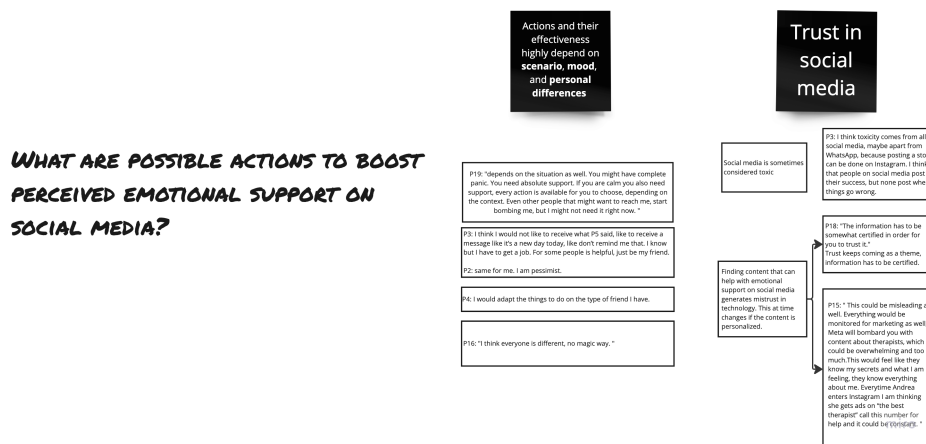 WHAT ARE POSSIBLE ACTIONS TO BOOST
PERCEIVED EMOTIONAL SUPPORT ON
SOCIAL MEDIA?
Actions and their
effectiveness
highly depend on
scenario, mood,
and personal
differences
P19: "depends on the situation as well. You might have complete
panic. You need absolute support. If you are calm you also need
support, every action is available for you to choose, depending on
the context. Even other people that might want to reach me, start
bombing me, but I might not need it right now. "
P3: I think I would not like to receive what P5 said, like to receive a
message like it's a new day today, like don't remind me that. I know
but I have to get a job. For some people is helpful, just be my friend.
P2: same for me. I am pessimist.
P4: I would adapt the things to do on the type of friend I have.
P16: "I think everyone is different, no magic way. "
Trust in
social
media
Social media is sometimes
considered toxic
P3: I think toxicity comes from all
social media, maybe apart from
WhatsApp, because posting a sto
can be done on Instagram. I think
that people on social media post
their success, but none post whe
things go wrong.
Finding content that can
help with emotional
support on social media
generates mistrust in
technology. This at time
changes if the content is
personalized.
P18: "The information has to be
somewhat certified in order for
you to trust it."
Trust keeps coming as a theme,
information has to be certified.
P15: " This could be misleading a
well. Everything would be
monitored for marketing as well
Meta will bombard you with
content about therapists, which
could be overwhelming and too
much.This would feel like they
know my secrets and what I am
feeling, they know everything
about me. Everytime Andrea
enters instagram I am thinking
she gets ads on "the best
therapist" call this number for
help and it could be constant. "